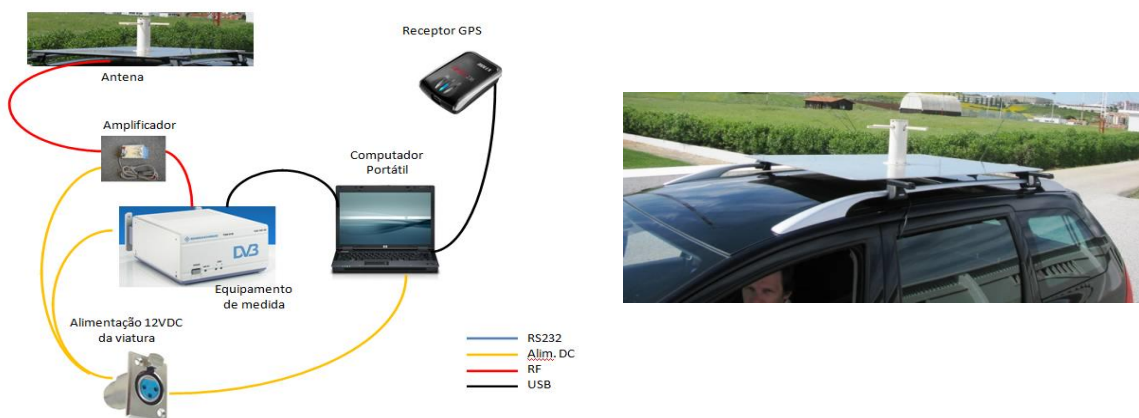 Receptor GPS
Antena
Amplificador
Computador
Portátil
DVB
Equipamento
de medida
Alimentação 12VDC
da viatura
RS232
Alim. DC
RF
USB